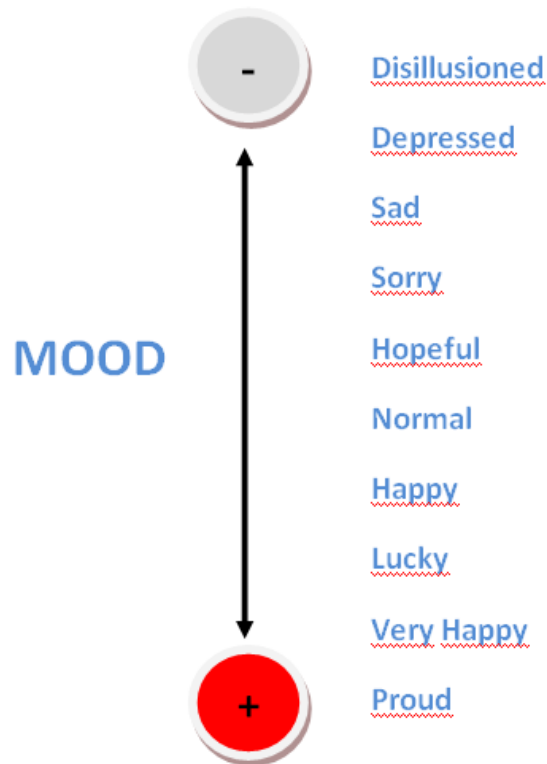 -
Disillusioned
Depressed
Sad
Sorry
Hopeful
MOOD
Normal
Happy
Lucky
Very Happy
Proud
+